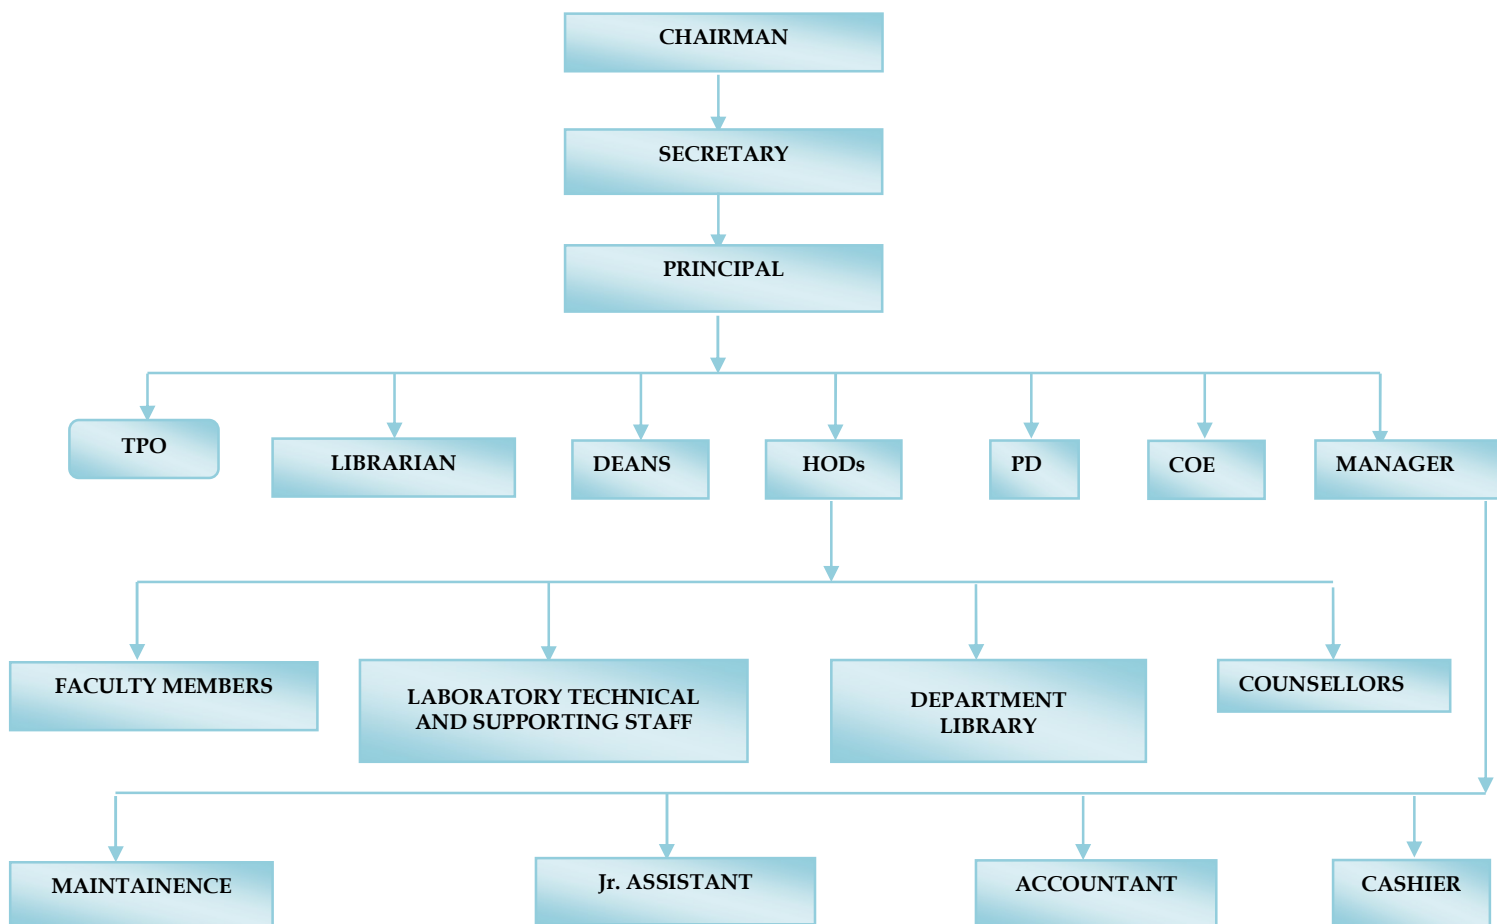 CHAIRMAN
SECRETARY
PRINCIPAL
TPO
LIBRARIAN
DEANS
HODs
PD
COE
MANAGER
FACULTY MEMBERS
LABORATORY TECHNICAL
AND SUPPORTING STAFF
DEPARTMENT
LIBRARY
COUNSELLORS
MAINTAINENCE
Jr. ASSISTANT
ACCOUNTANT
CASHIER